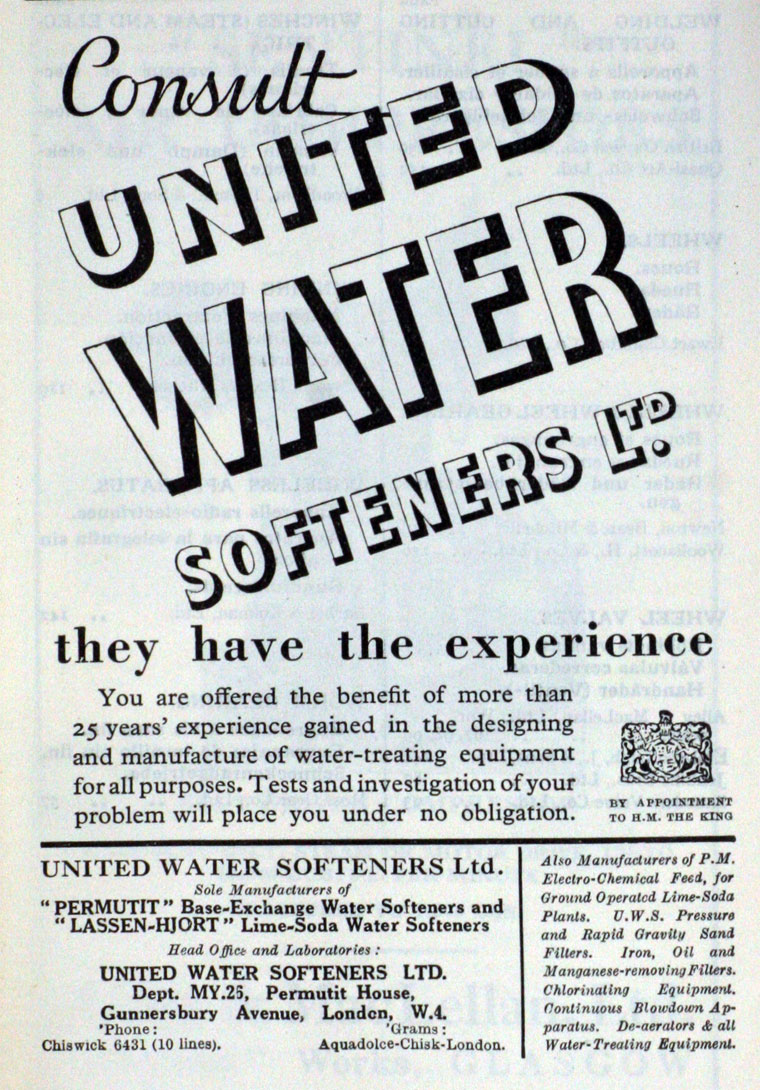 Consult
UNITED
WATER
SOFTENERS LTD.
they have the experience
You are offered the benefit of more than
25 years' experience gained in the designing
and manufacture of water-treating equipment
for all purposes. Tests and investigation of your
problem will place you under no obligation.
BY APPOINTMENT
TO H.M. THE KING
UNITED WATER SOFTENERS Ltd.
Sole Manufacturers of
"PERMUTIT" Base-Exchange Water Softeners and
"LASSEN-HJORT" Lime-Soda Water Softeners
Head Office and Laboratories:
UNITED WATER SOFTENERS LTD.
Dept. MY.25, Permutit House,
Gunnersbury Avenue, London, W.4.
'Phone: 'Grams:
Chiswick 6431 (10 lines). Aquadolce-Chisk-London.
Also Manufacturers of P.M.
Electro-Chemical Feed, for
Ground Operated Lime-Soda
Plants. U.W.S. Pressure
and Rapid Gravity Sand
Filters. Iron, Oil and
Manganese-removing Filters.
Chlorinating Equipment.
Continuous Blowdown Ap-
paratus. De-aerators & all
Water-Treating Equipment.